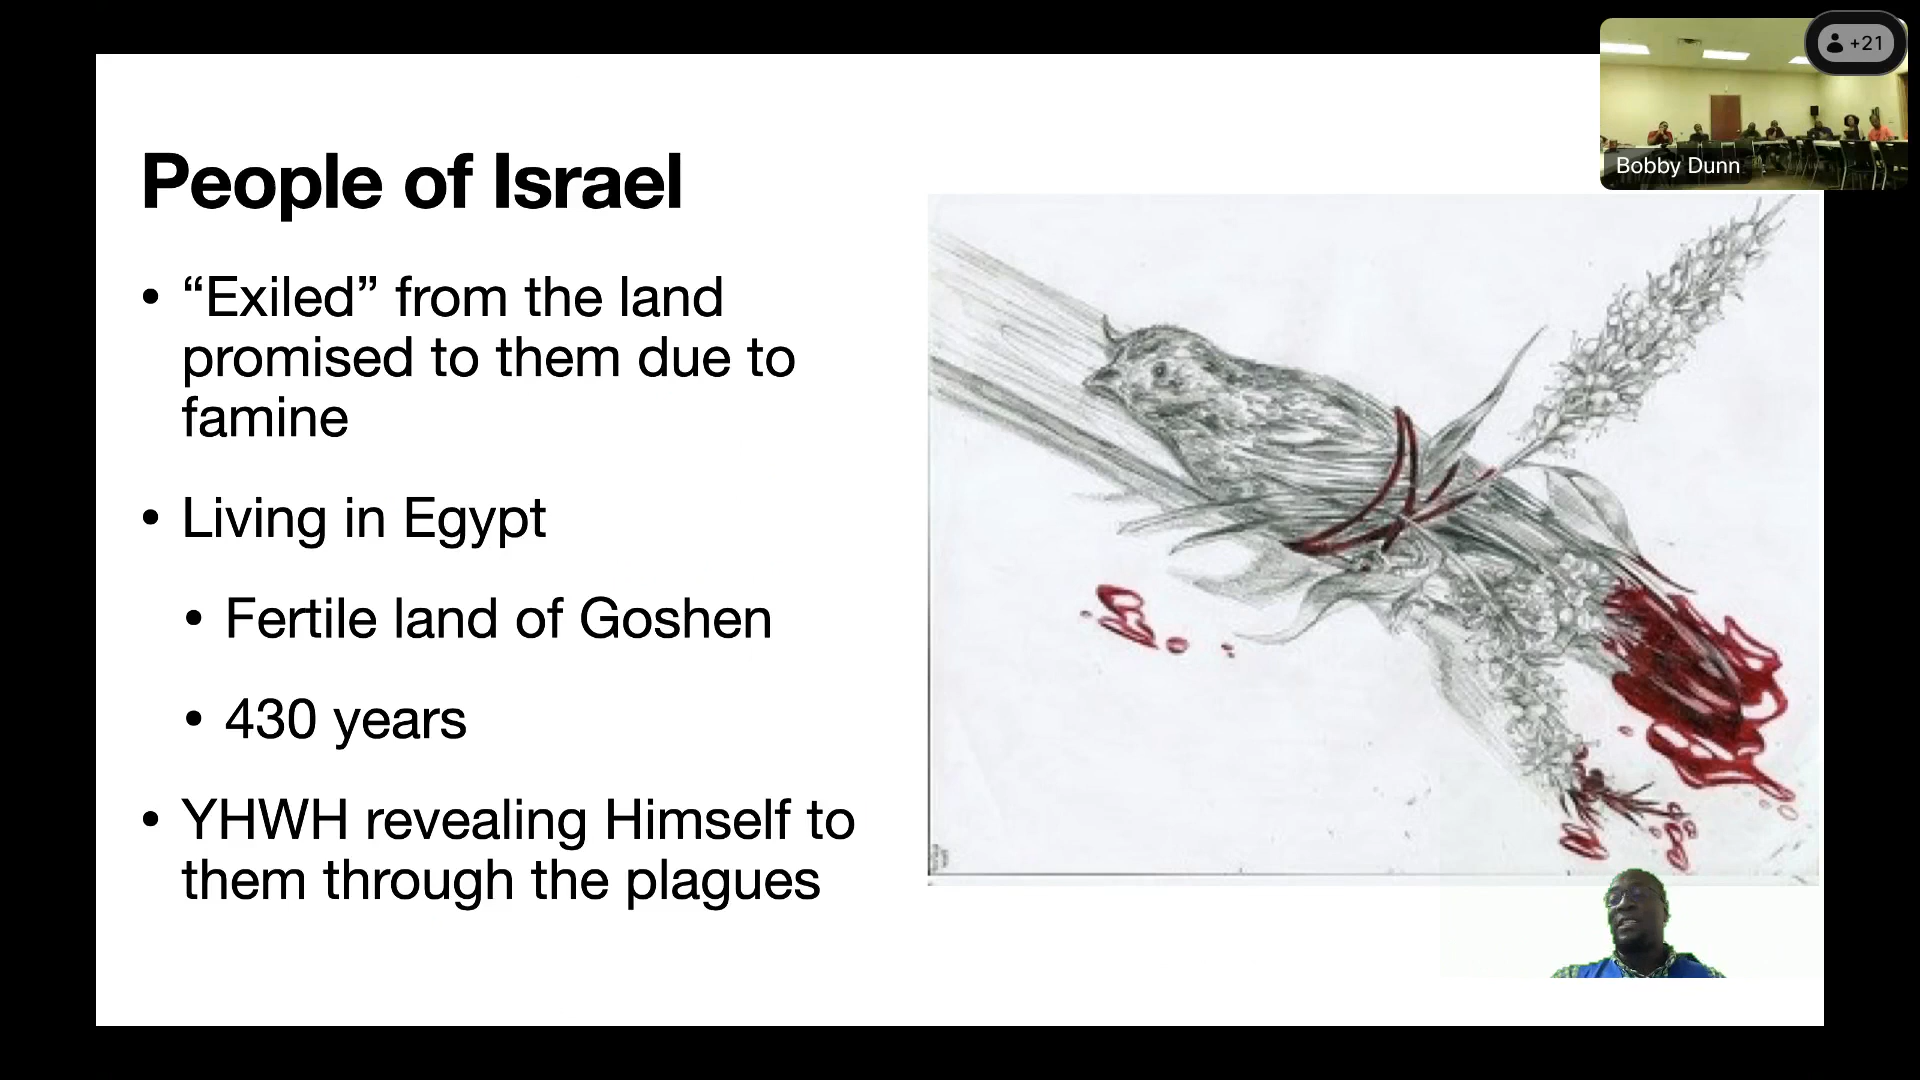 People of Israel
• “Exiled” from the land
promised to them due to
famine
• Living in Egypt
• Fertile land of Goshen
• 430 years
• YHWH revealing Himself to
them through the plagues
+21
Bobby Dunn